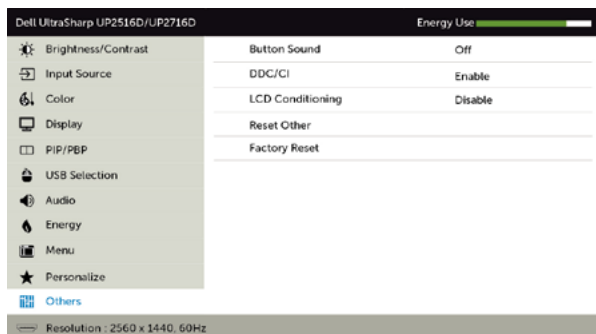 Dell UltraSharp UP2516D/UP2716D Energy Use
Brightness/Contrast Button Sound Off
Input Source DDC/CI Enable
Color LCD Conditioning Disable
Display Reset Other
PIP/PBP Factory Reset
USB Selection
Audio
Energy
Menu
Personalize
Others
Resolution : 2560 x 1440, 60Hz